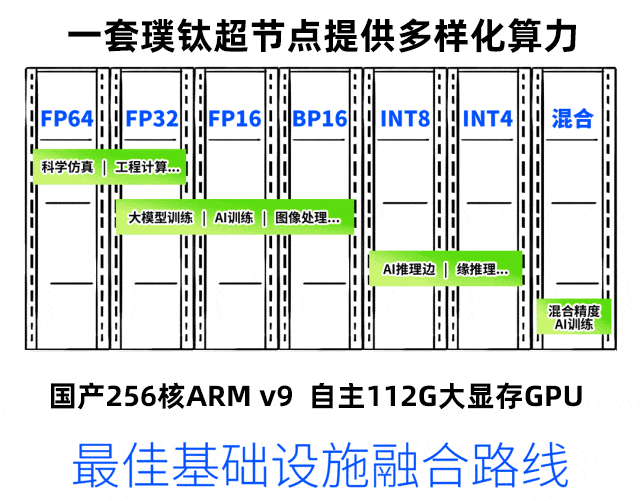 一套璞钛超节点提供多样化算力
FP64 FP32 FP16 BP16 INT8 INT4 混合
科学仿真 | 工程计算...
大模型训练 | AI训练 | 图像处理...
AI推理边 | 缘推理...
混合精度
AI训练
国产256核ARM v9 自主112G大显存GPU
最佳基础设施融合路线